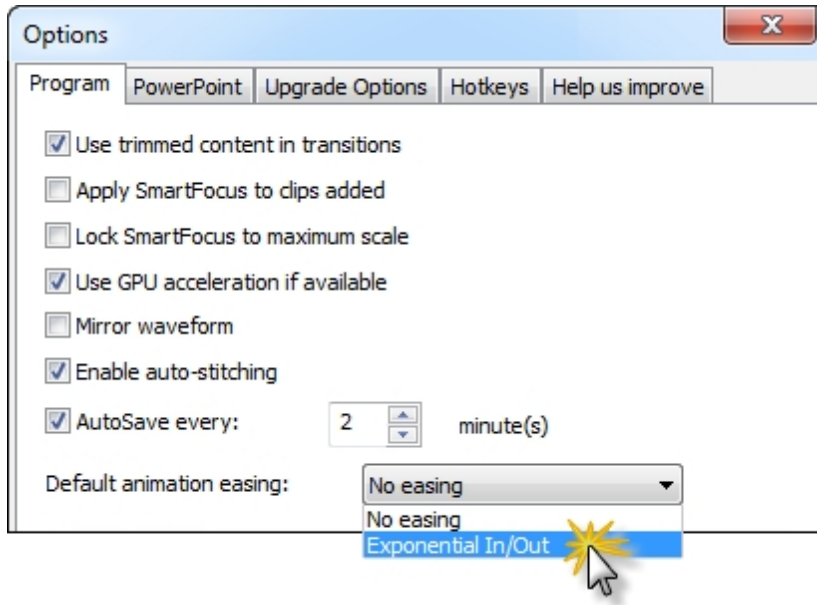 Options
Program PowerPoint Upgrade Options Hotkeys Help us improve
Use trimmed content in transitions
Apply SmartFocus to clips added
Lock SmartFocus to maximum scale
Use GPU acceleration if available
Mirror waveform
Enable auto-stitching
AutoSave every: 2 minute(s)
Default animation easing: No easing
No easing
Exponential In/Out